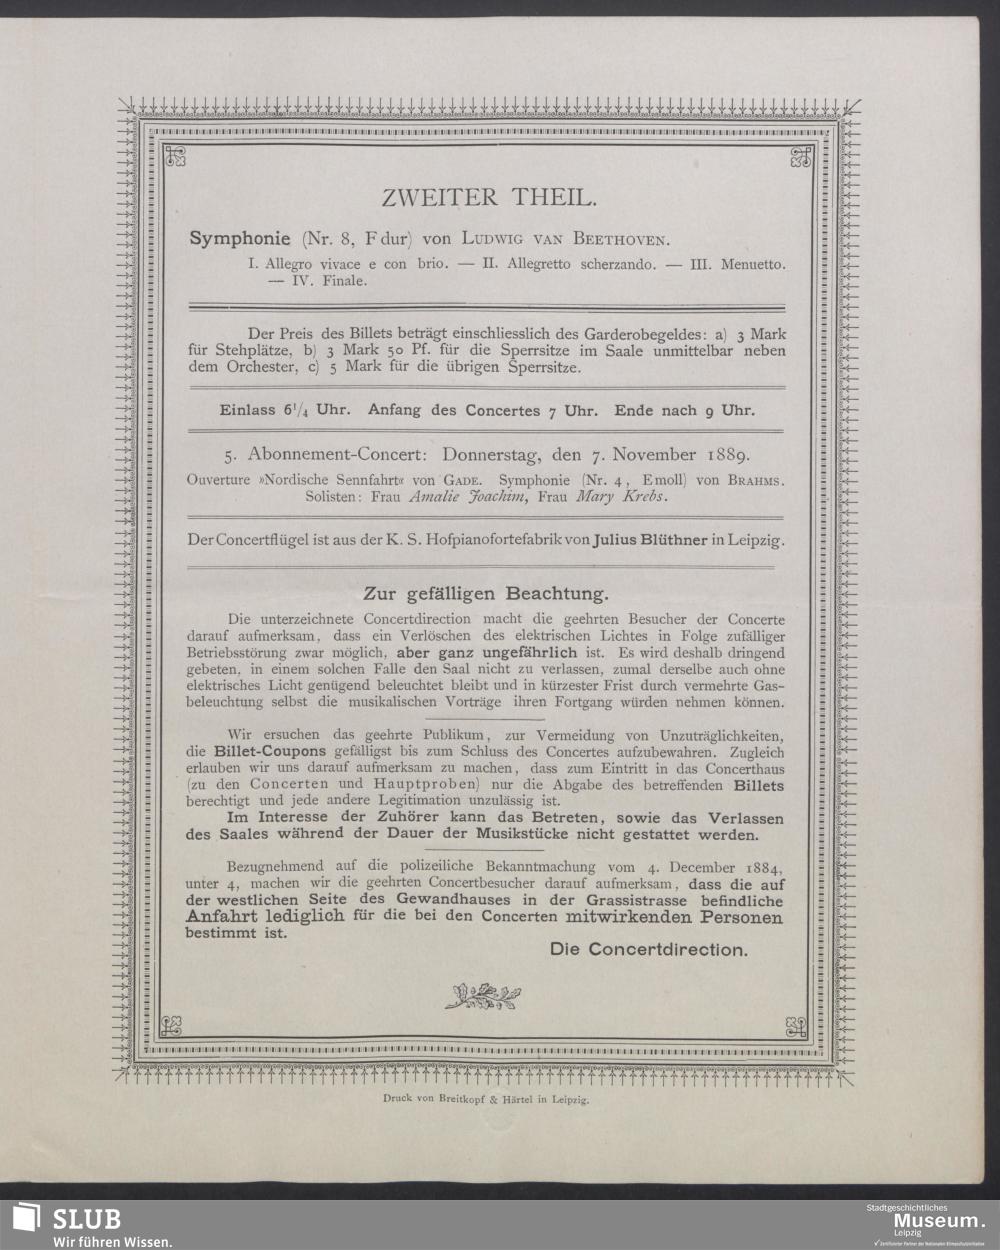 ZWEITER THEIL.
Symphonie (Nr. 8, F dur) von LUDWIG VAN BEETHOVEN.
I. Allegro vivace e con brio. — II. Allegretto scherzando. — III. Menuetto.
— IV. Finale.
Der Preis des Billets beträgt einschliesslich des Garderobegeldes: a) 3 Mark
für Stehplätze, b) 3 Mark 50 Pf. für die Sperrsitze im Saale unmittelbar neben
dem Orchester, c) 5 Mark für die übrigen Sperrsitze.
Einlass 6¹/₄ Uhr. Anfang des Concertes 7 Uhr. Ende nach 9 Uhr.
5. Abonnement-Concert: Donnerstag, den 7. November 1889.
Ouverture »Nordische Sennfahrt« von GADE. Symphonie (Nr. 4, E moll) von BRAHMS.
Solisten: Frau Amalie Joachim, Frau Mary Krebs.
Der Concertflügel ist aus der K. S. Hofpianofortefabrik von Julius Blüthner in Leipzig.
Zur gefälligen Beachtung.
Die unterzeichnete Concertdirection macht die geehrten Besucher der Concerte
darauf aufmerksam, dass ein Verlöschen des elektrischen Lichtes in Folge zufälliger
Betriebsstörung zwar möglich, aber ganz ungefährlich ist. Es wird deshalb dringend
gebeten, in einem solchen Falle den Saal nicht zu verlassen, zumal derselbe auch ohne
elektrisches Licht genügend beleuchtet bleibt und in kürzester Frist durch vermehrte Gas-
beleuchtung selbst die musikalischen Vorträge ihren Fortgang würden nehmen können.
Wir ersuchen das geehrte Publikum, zur Vermeidung von Unzuträglichkeiten,
die Billet-Coupons gefälligst bis zum Schluss des Concertes aufzubewahren. Zugleich
erlauben wir uns darauf aufmerksam zu machen, dass zum Eintritt in das Concerthaus
(zu den Concerten und Hauptproben) nur die Abgabe des betreffenden Billets
berechtigt und jede andere Legitimation unzulässig ist.
Im Interesse der Zuhörer kann das Betreten, sowie das Verlassen
des Saales während der Dauer der Musikstücke nicht gestattet werden.
Bezugnehmend auf die polizeiliche Bekanntmachung vom 4. December 1884,
unter 4, machen wir die geehrten Concertbesucher darauf aufmerksam, dass die auf
der westlichen Seite des Gewandhauses in der Grassistrasse befindliche
Anfahrt lediglich für die bei den Concerten mitwirkenden Personen
bestimmt ist.
Die Concertdirection.
Druck von Breitkopf & Härtel in Leipzig.
SLUB
Wir führen Wissen.
Stadtgeschichtliches
Museum.
Leipzig
Zertifizierter Partner der Nationalen Klimaschutzinitiative